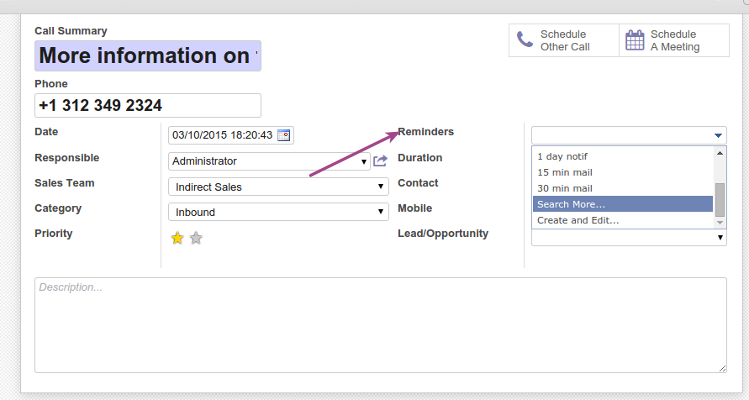 Call Summary
More information on
Schedule
Other Call
Schedule
A Meeting
Phone
+1 312 349 2324
Date
03/10/2015 18:20:43
Reminders
Responsible
Administrator
Duration
1 day notif
15 min mail
30 min mail
Search More...
Create and Edit...
Sales Team
Indirect Sales
Contact
Category
Inbound
Mobile
Priority
Lead/Opportunity
Description...